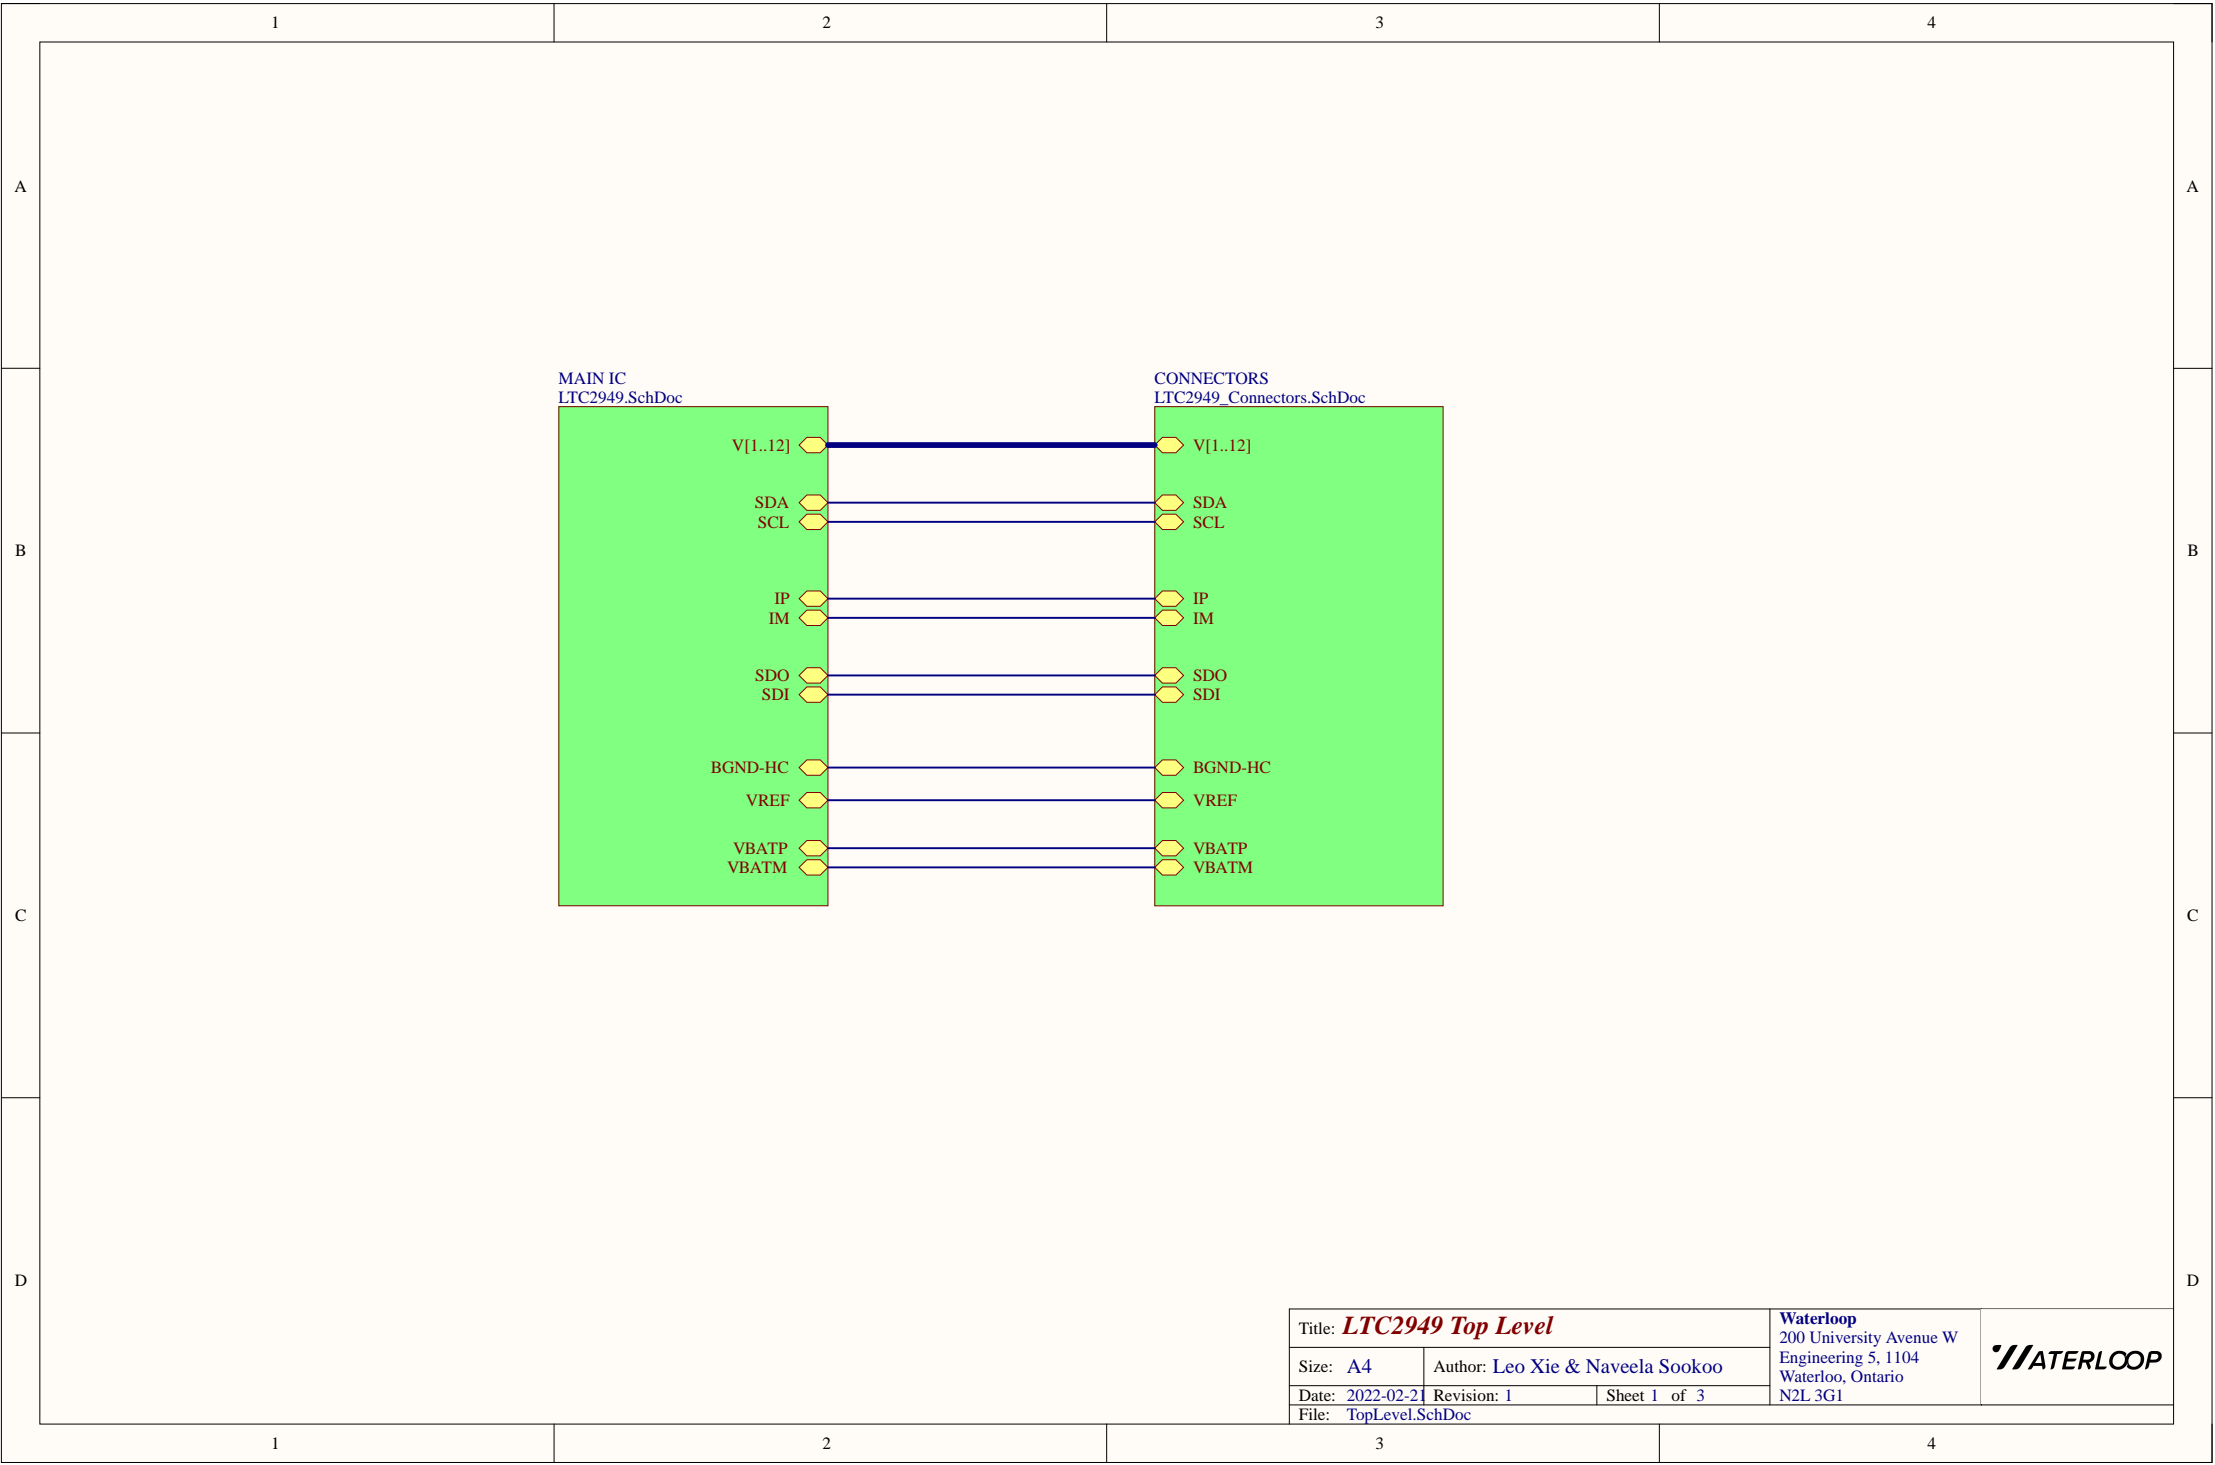 1 2 3 4
A A
MAIN IC
LTC2949.SchDoc
CONNECTORS
LTC2949_Connectors.SchDoc
V[1..12] V[1..12]
SDA SDA
SCL SCL
B B
IP IP
IM IM
SDO SDO
SDI SDI
BGND-HC BGND-HC
VREF VREF
VBATP VBATP
VBATM VBATM
C C
D D
Title: LTC2949 Top Level
Size: A4 Author: Leo Xie & Naveela Sookoo
Date: 2022-02-21 Revision: 1 Sheet 1 of 3
File: TopLevel.SchDoc
Waterloop
200 University Avenue W
Engineering 5, 1104
Waterloo, Ontario
N2L 3G1
WATERLOOP
1 2 3 4